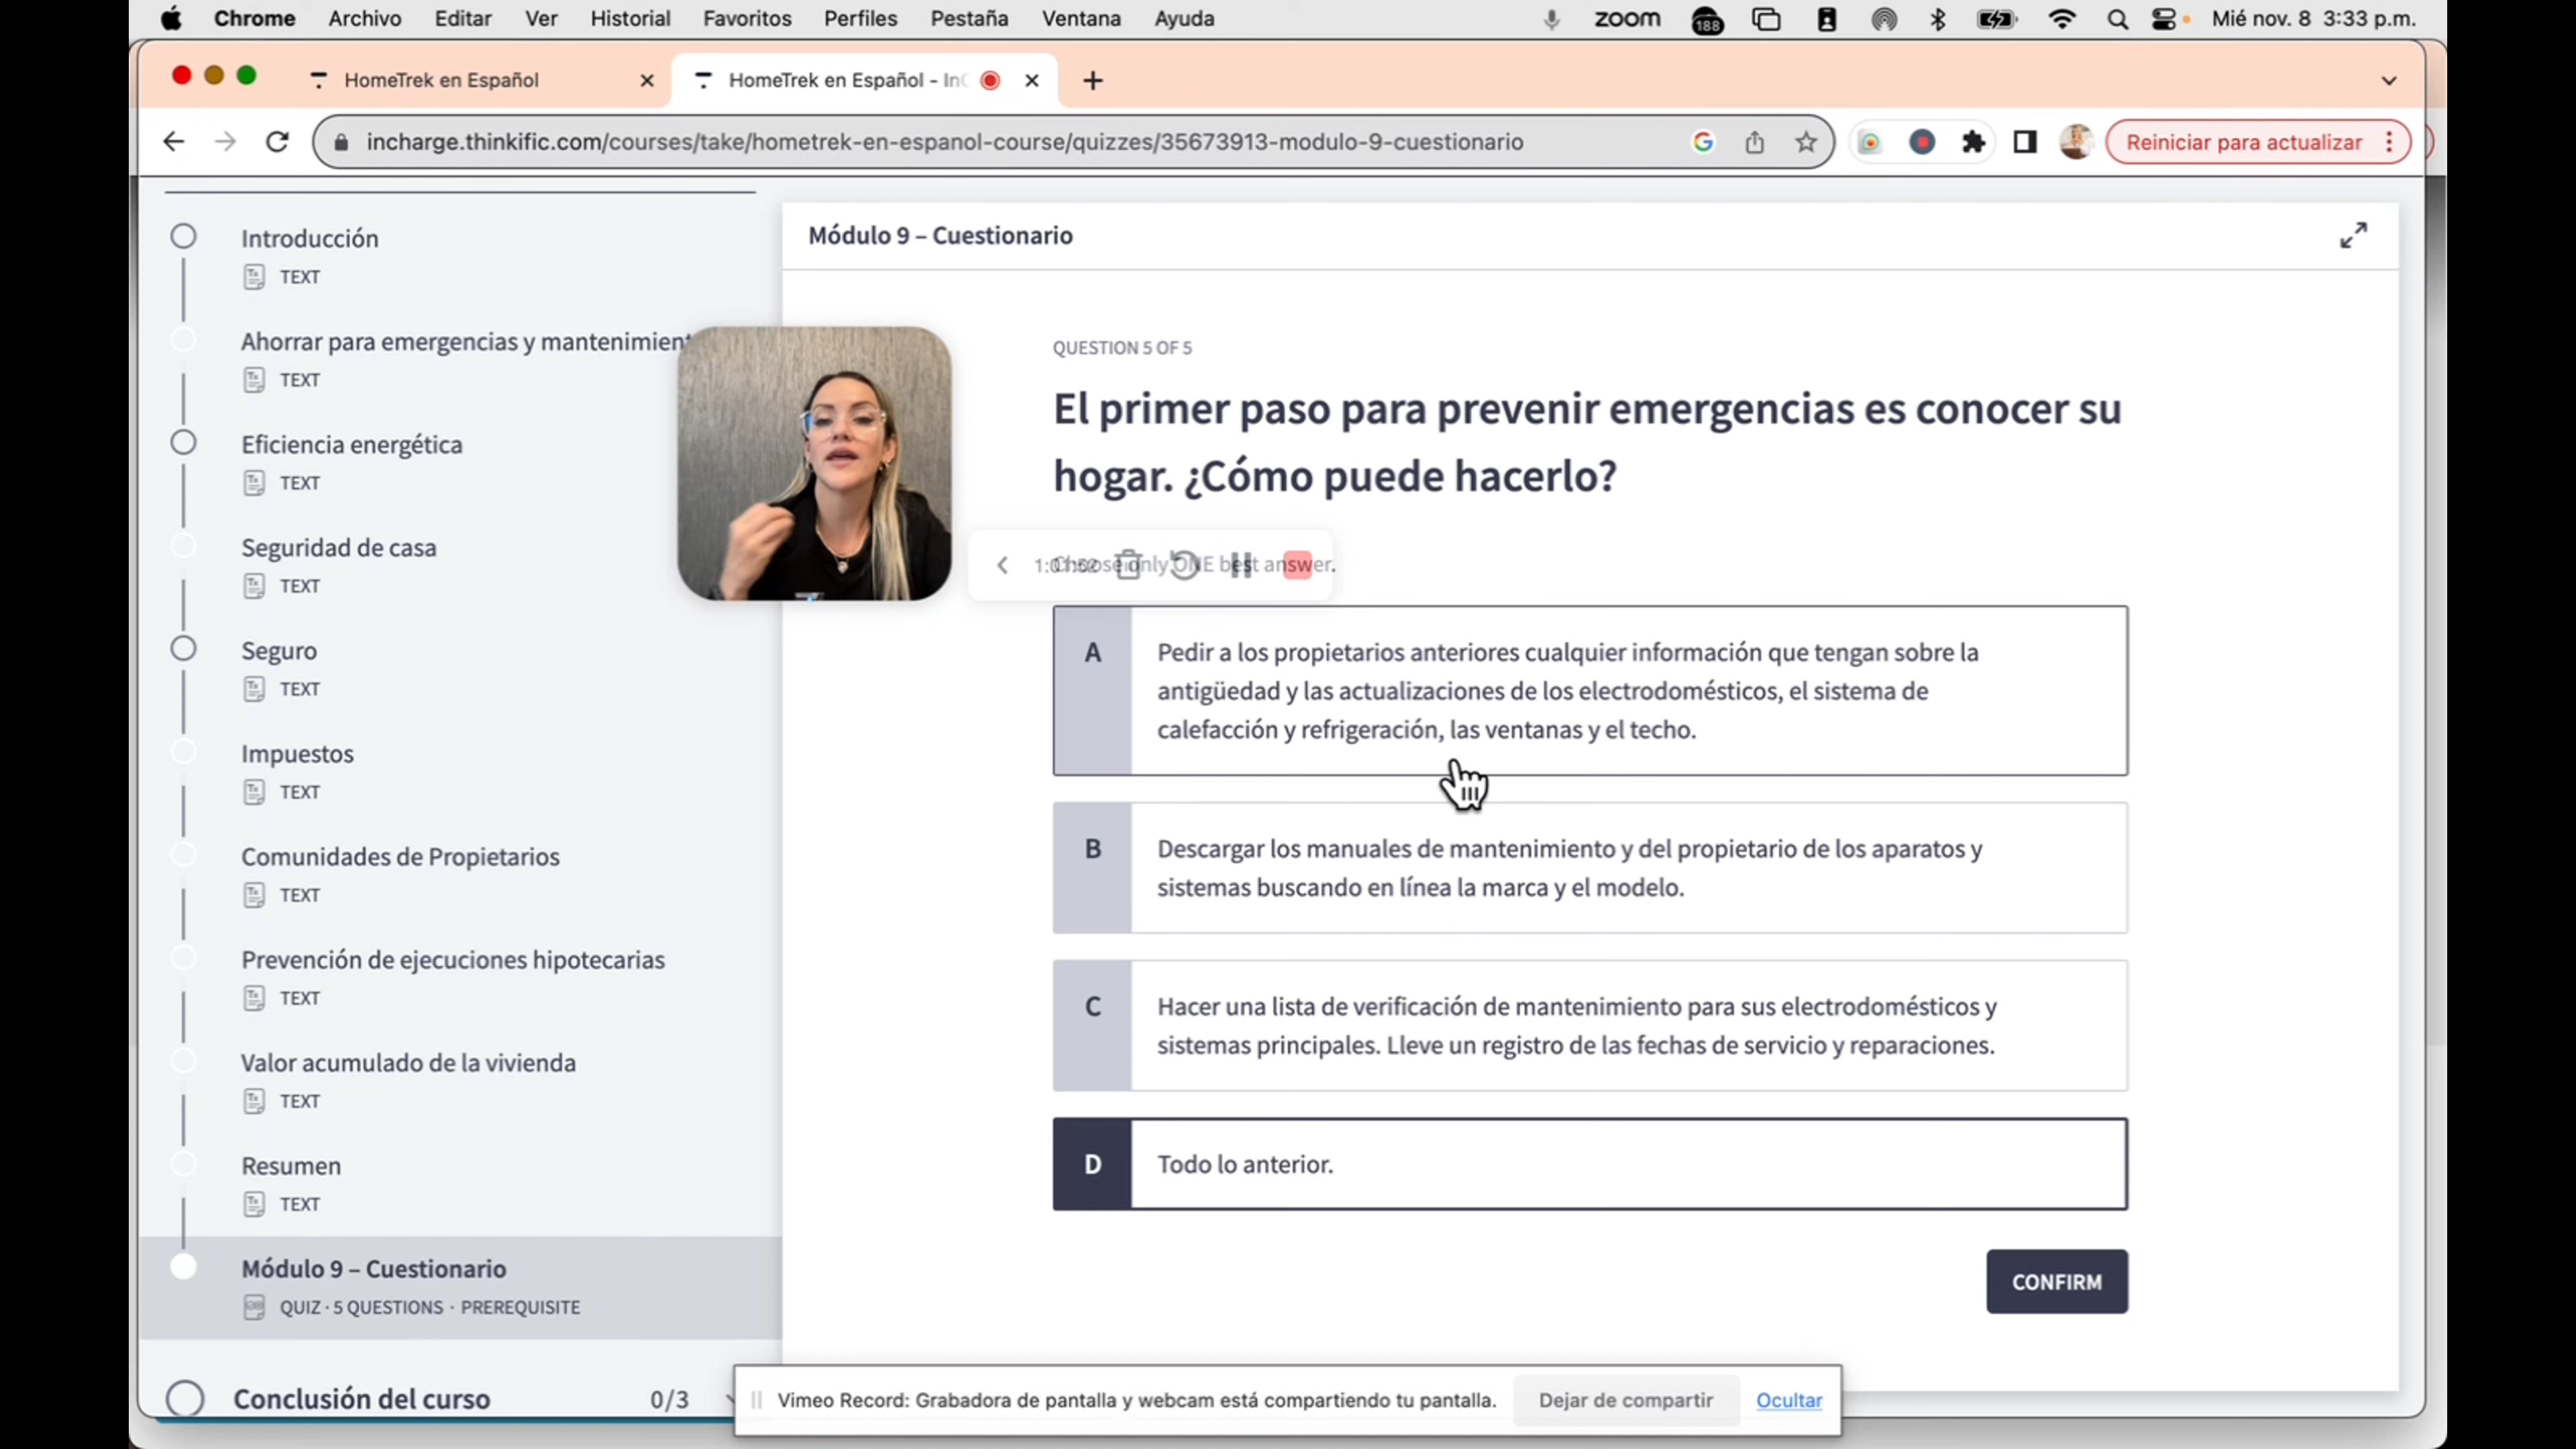 Chrome Archivo Editar Ver Historial Favoritos Perfiles Pestaña Ventana Ayuda zoom 188 Mié nov. 8 3:33 p.m.
HomeTrek en Español
HomeTrek en Español - InC
incharge.thinkific.com/courses/take/hometrek-en-espanol-course/quizzes/35673913-modulo-9-cuestionario
Reiniciar para actualizar
Introducción
TEXT
Ahorrar para emergencias y mantenimient
TEXT
Eficiencia energética
TEXT
Seguridad de casa
TEXT
Seguro
TEXT
Impuestos
TEXT
Comunidades de Propietarios
TEXT
Prevención de ejecuciones hipotecarias
TEXT
Valor acumulado de la vivienda
TEXT
Resumen
TEXT
Módulo 9 – Cuestionario
QUIZ · 5 QUESTIONS · PREREQUISITE
Conclusión del curso 0/3
Módulo 9 – Cuestionario
QUESTION 5 OF 5
El primer paso para prevenir emergencias es conocer su
hogar. ¿Cómo puede hacerlo?
Choose only ONE best answer.
A Pedir a los propietarios anteriores cualquier información que tengan sobre la
antigüedad y las actualizaciones de los electrodomésticos, el sistema de
calefacción y refrigeración, las ventanas y el techo.
B Descargar los manuales de mantenimiento y del propietario de los aparatos y
sistemas buscando en línea la marca y el modelo.
C Hacer una lista de verificación de mantenimiento para sus electrodomésticos y
sistemas principales. Lleve un registro de las fechas de servicio y reparaciones.
D Todo lo anterior.
CONFIRM
Vimeo Record: Grabadora de pantalla y webcam está compartiendo tu pantalla. Dejar de compartir Ocultar